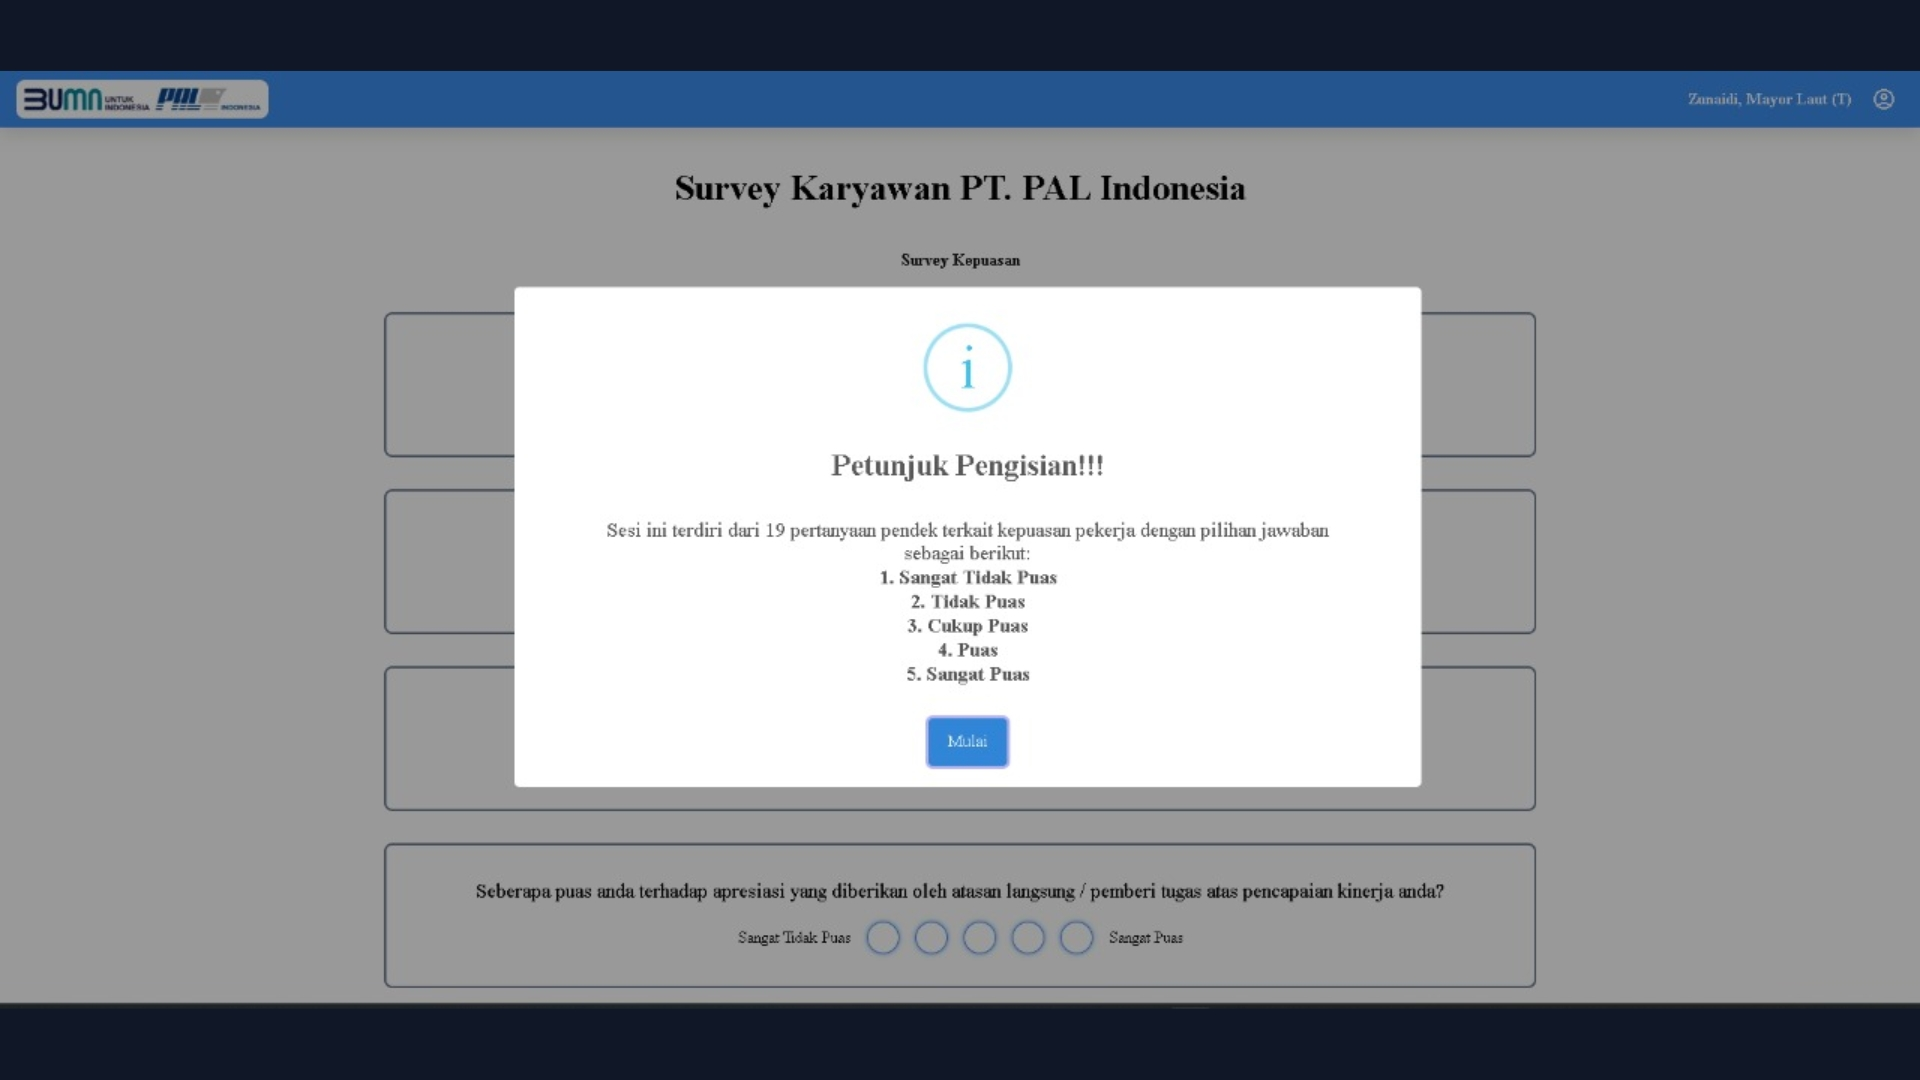 BUMN UNTUK INDONESIA PAL INDONESIA
Zunaidi, Mayor Laut (T)
Survey Karyawan PT. PAL Indonesia
Survey Kepuasan
i
Petunjuk Pengisian!!!
Sesi ini terdiri dari 19 pertanyaan pendek terkait kepuasan pekerja dengan pilihan jawaban
sebagai berikut:
1. Sangat Tidak Puas
2. Tidak Puas
3. Cukup Puas
4. Puas
5. Sangat Puas
Mulai
Seberapa puas anda terhadap apresiasi yang diberikan oleh atasan langsung / pemberi tugas atas pencapaian kinerja anda?
Sangat Tidak Puas Sangat Puas